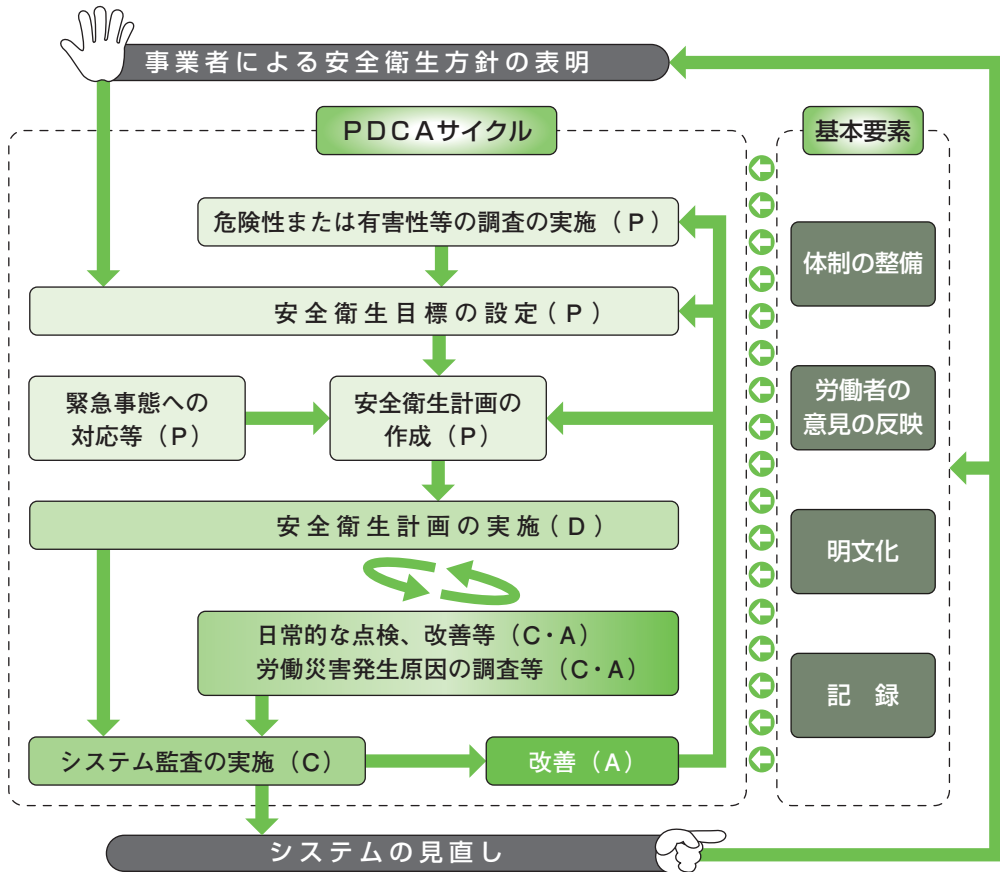 事業者による安全衛生方針の表明
PDCAサイクル
基本要素
危険性または有害性等の調査の実施(P)
安全衛生目標の設定(P)
緊急事態への
対応等(P)
安全衛生計画の
作成(P)
安全衛生計画の実施(D)
日常的な点検、改善等(C・A)
労働災害発生原因の調査等(C・A)
システム監査の実施(C)
改善(A)
体制の整備
労働者の
意見の反映
明文化
記 録
システムの見直し